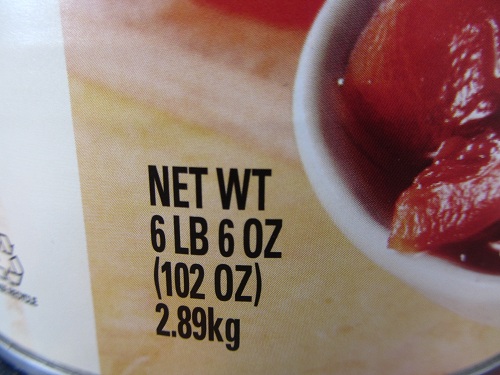 NET WT
6 LB 6 OZ
(102 OZ)
2.89kg